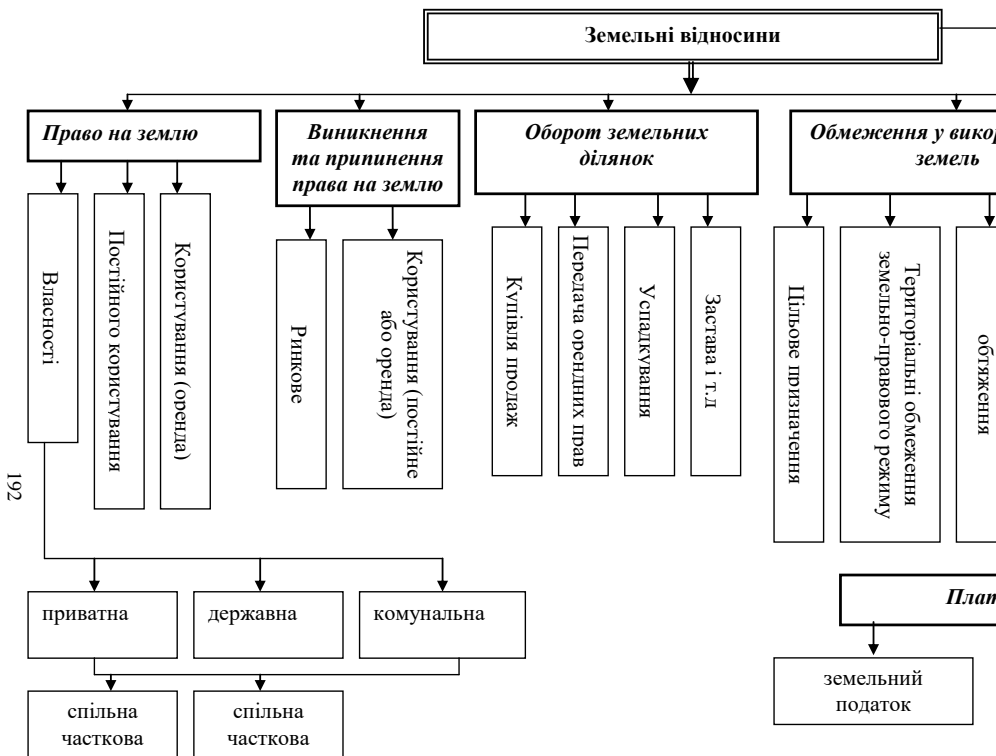 Земельні відносини
Право на землю
Виникнення
та припинення
права на землю
Оборот земельних
ділянок
Обмеження у
земель
Власності
Постійного користування
Користування (оренда)
Ринкове
Користування (постійне
або оренда)
Купівля продаж
Передача орендних прав
Успадкування
Застава і т.д
Цільове призначення
Територіальні обмеження
земельно-правового режиму
обтяження
192
приватна
державна
комунальна
спільна
часткова
спільна
часткова
земельний
податок